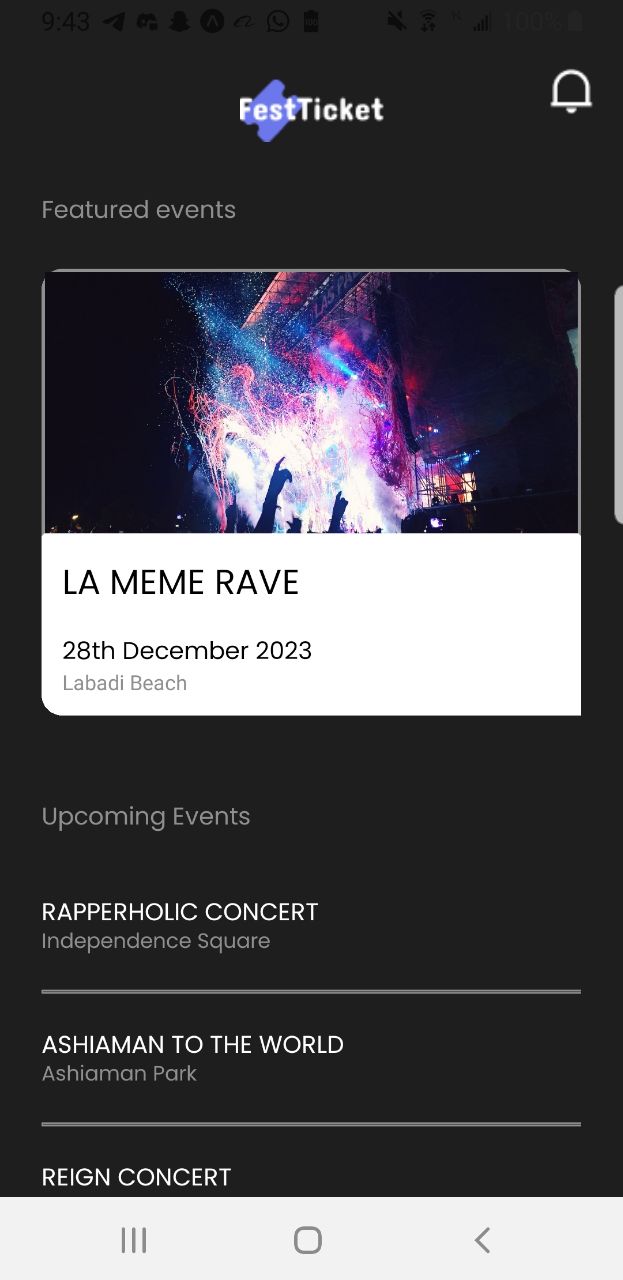 9:43 100%
FestTicket
Featured events
LA MEME RAVE
28th December 2023
Labadi Beach
Upcoming Events
RAPPERHOLIC CONCERT
Independence Square
ASHIAMAN TO THE WORLD
Ashiaman Park
REIGN CONCERT